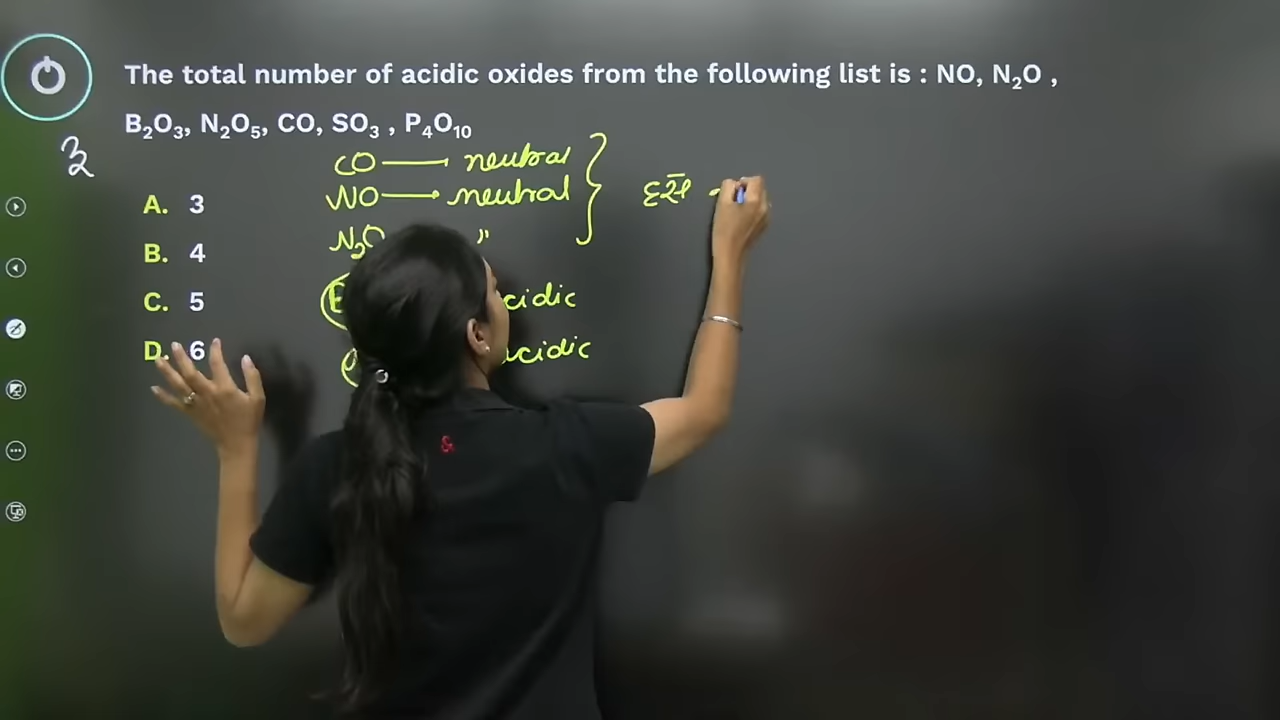 The total number of acidic oxides from the following list is : NO, N₂O ,
B₂O₃, N₂O₅, CO, SO₃ , P₄O₁₀
A. 3
B. 4
C. 5
D. 6
CO → neutral
NO → neutral
N₂O "
acidic